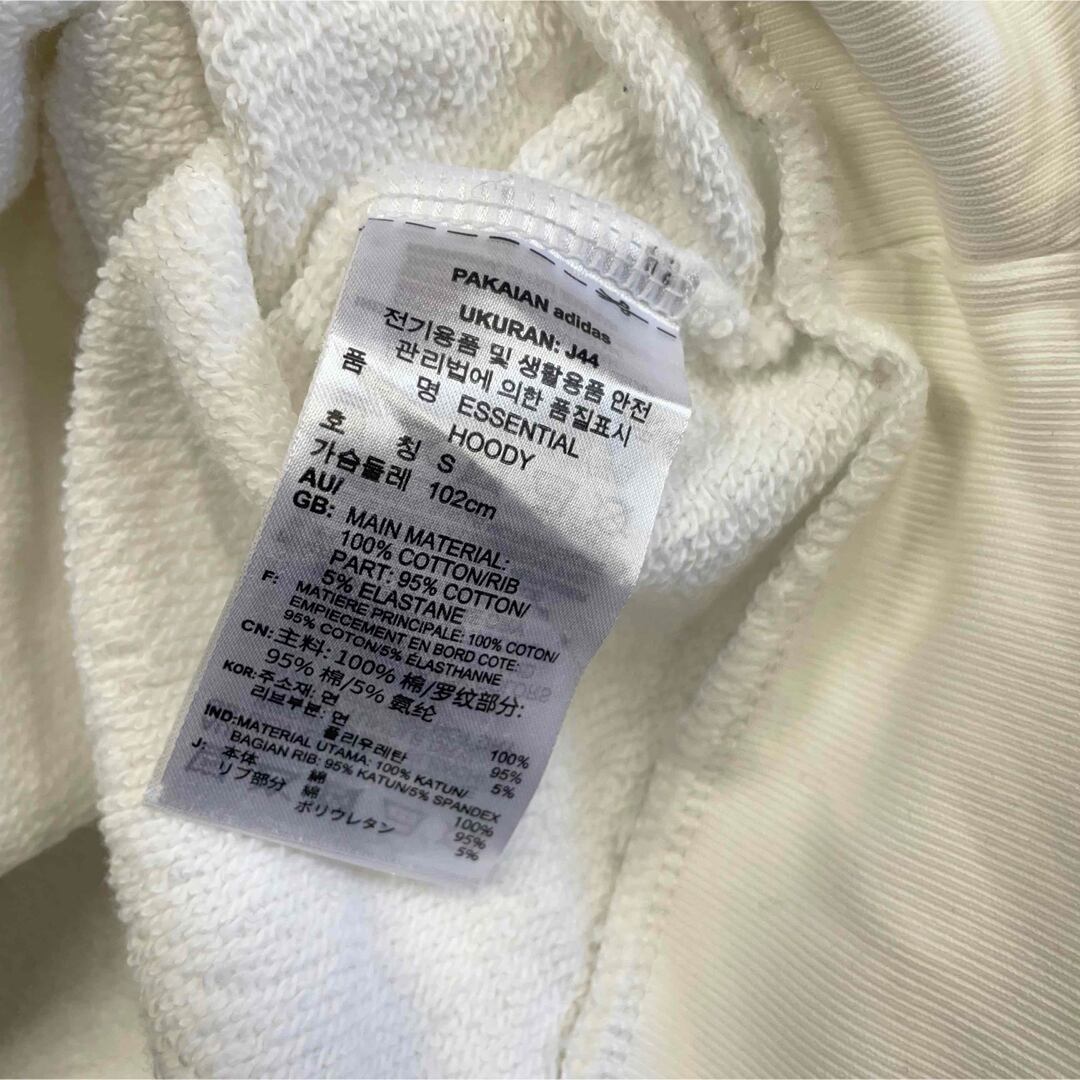 PAKAIAN adidas
UKURAN: J44
전기용품 및 생활용품 안전
관리법에 의한 품질표시
품 명 ESSENTIAL
HOODY
호 칭 S
가슴둘레 102cm
AU/
GB: MAIN MATERIAL:
100% COTTON/RIB
PART: 95% COTTON/
5% ELASTANE
F: MATIÈRE PRINCIPALE: 100% COTON/
EMPIECEMENT EN BORD COTE:
95% COTON/5% ÉLASTHANNE
CN: 主料: 100% 棉/罗纹部分:
95% 棉/5% 氨纶
KOR: 주소재: 면 100%
리브부분: 면 95%
폴리우레탄 5%
IND: MATERIAL UTAMA: 100% KATUN/
BAGIAN RIB: 95% KATUN/5% SPANDEX
J: 本体 綿 100%
リブ部分 綿 95%
ポリウレタン 5%